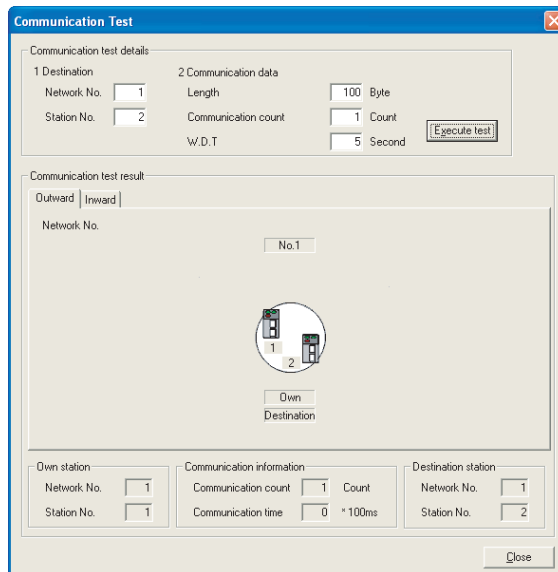 Communication Test
Communication test details
1 Destination 2 Communication data
Network No. 1 Length 100 Byte
Station No. 2 Communication count 1 Count
W.D.T 5 Second
Execute test
Communication test result
Outward Inward
Network No.
No.1
1
2
Own
Destination
Own station Communication information Destination station
Network No. 1 Communication count 1 Count Network No. 1
Station No. 1 Communication time 0 * 100ms Station No. 2
Close